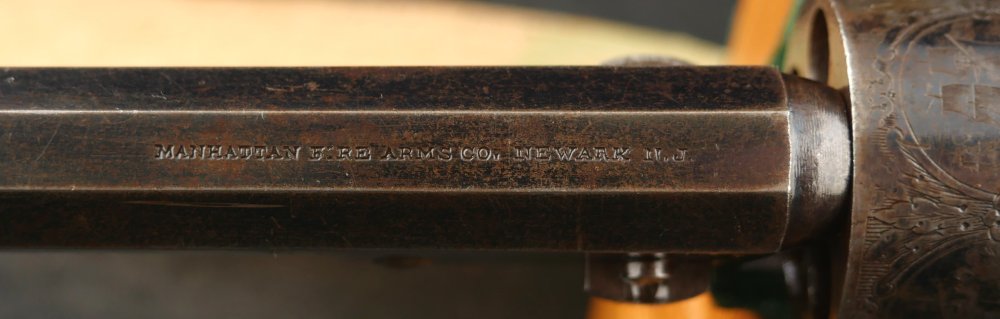 MANHATTAN FIRE ARMS CO. NEWARK N.J.